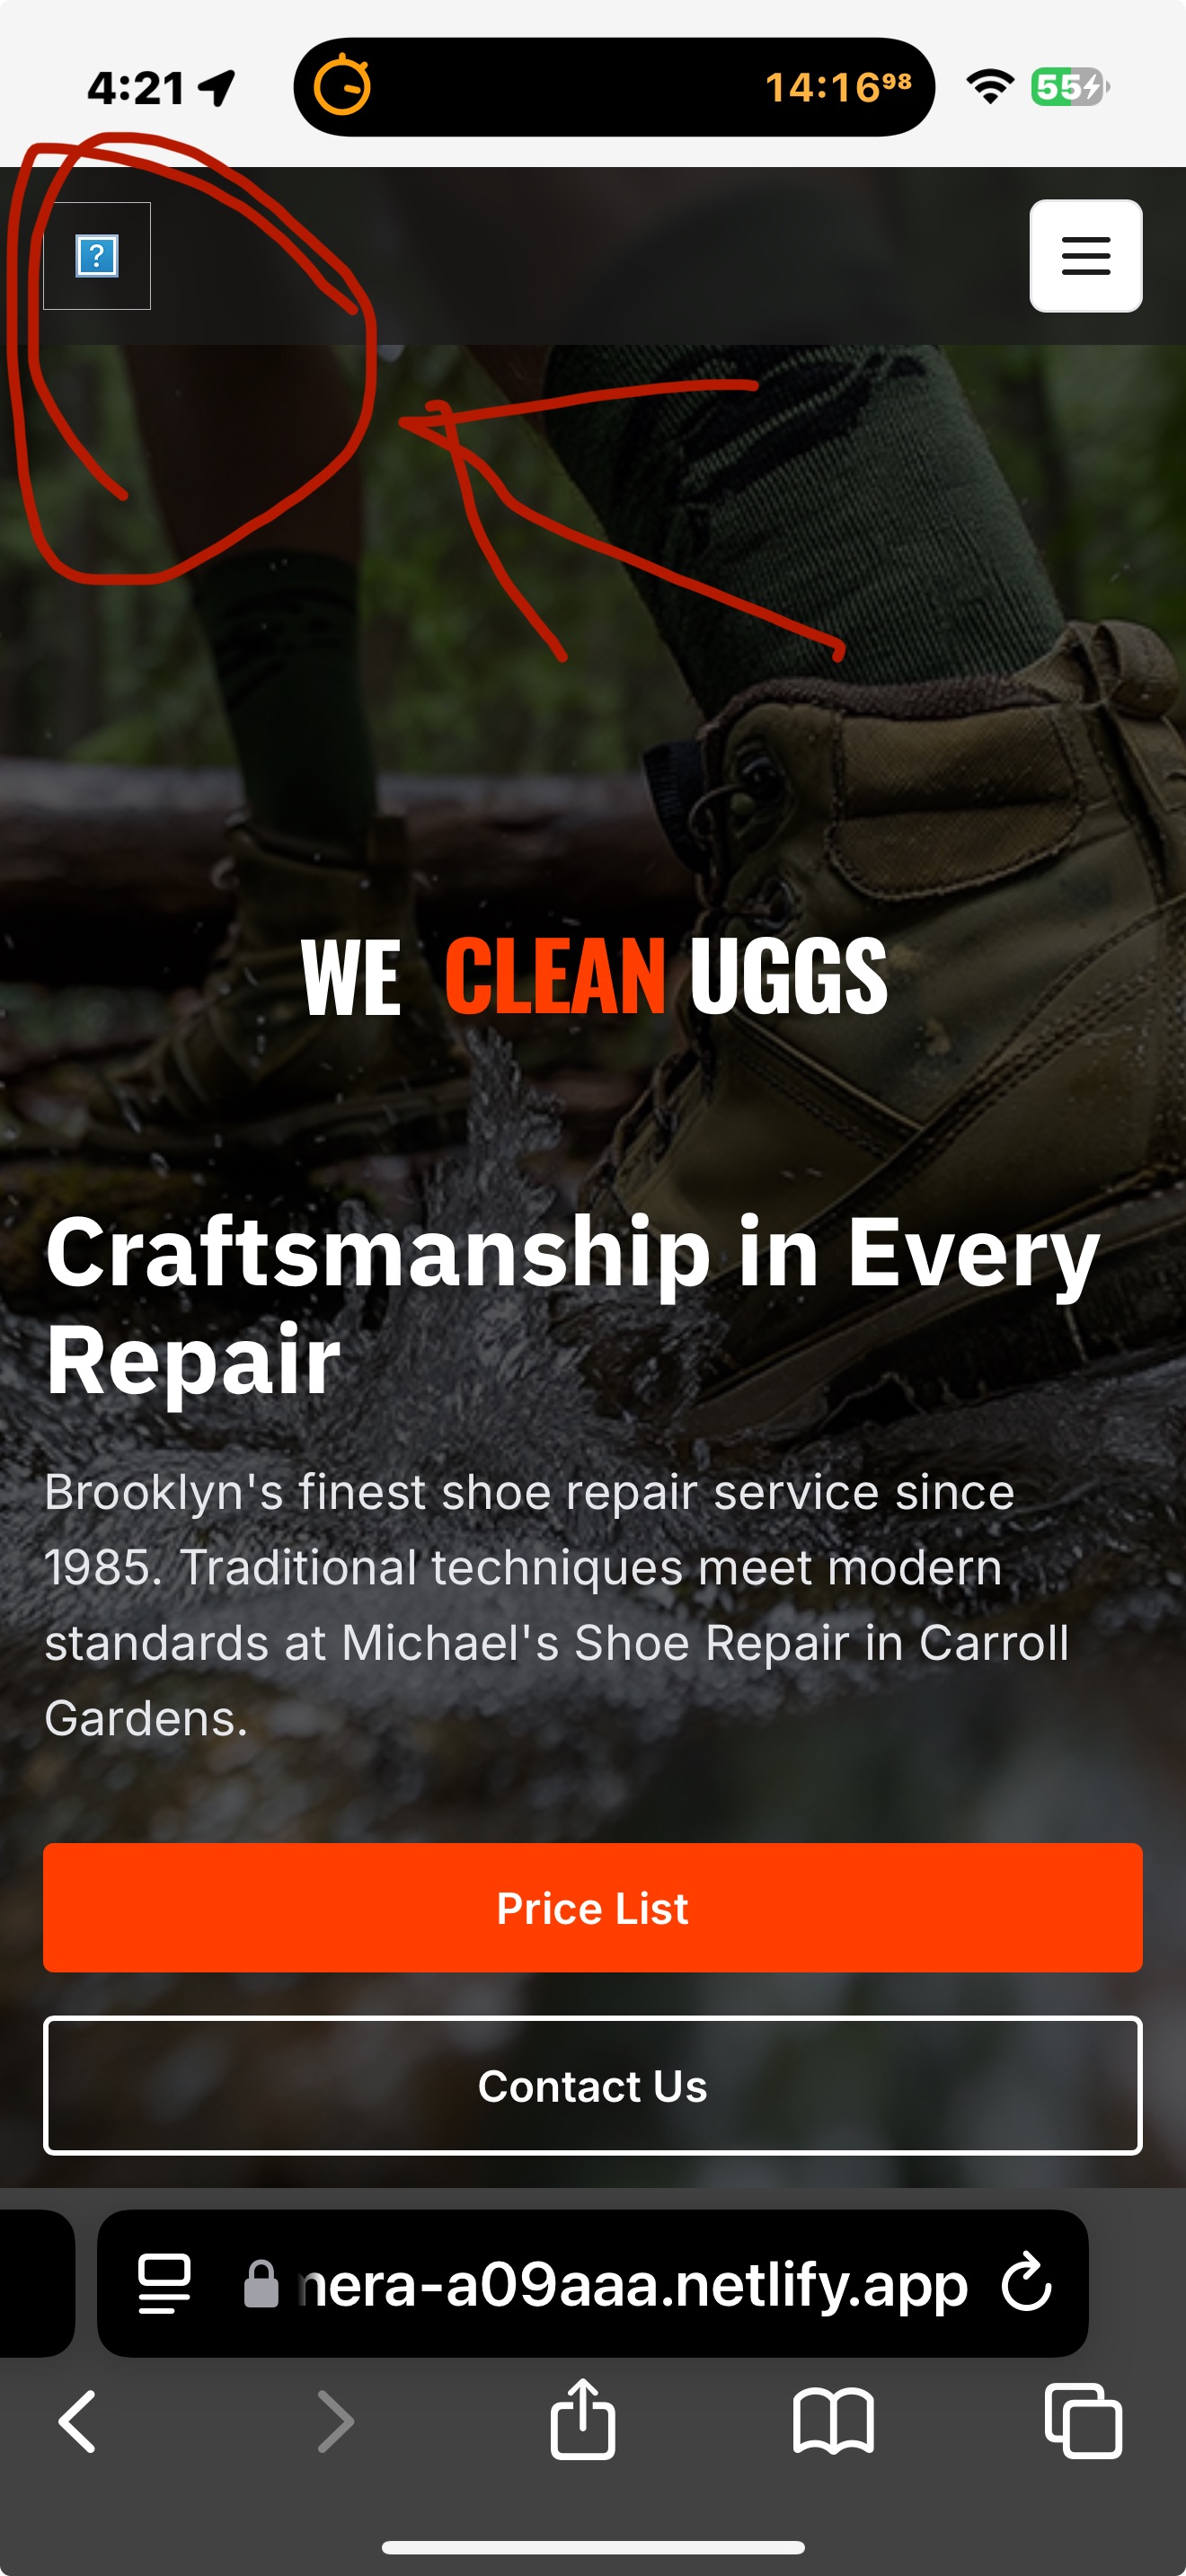 4:21
14:16⁹⁸
55
?
WE CLEAN UGGS
Craftsmanship in Every
Repair
Brooklyn's finest shoe repair service since
1985. Traditional techniques meet modern
standards at Michael's Shoe Repair in Carroll
Gardens.
Price List
Contact Us
nera-a09aaa.netlify.app